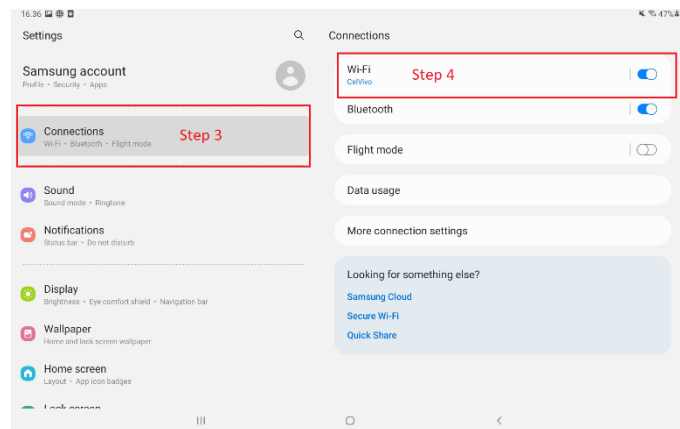 16.36
47%
Settings
Samsung account
Profile • Security • Apps
Connections
Wi-Fi • Bluetooth • Flight mode
Step 3
Sound
Sound mode • Ringtone
Notifications
Status bar • Do not disturb
Display
Brightness • Eye comfort shield • Navigation bar
Wallpaper
Home and lock screen wallpaper
Home screen
Layout • App icon badges
Lock screen
Connections
Wi-Fi
CelVivo
Step 4
Bluetooth
Flight mode
Data usage
More connection settings
Looking for something else?
Samsung Cloud
Secure Wi-Fi
Quick Share